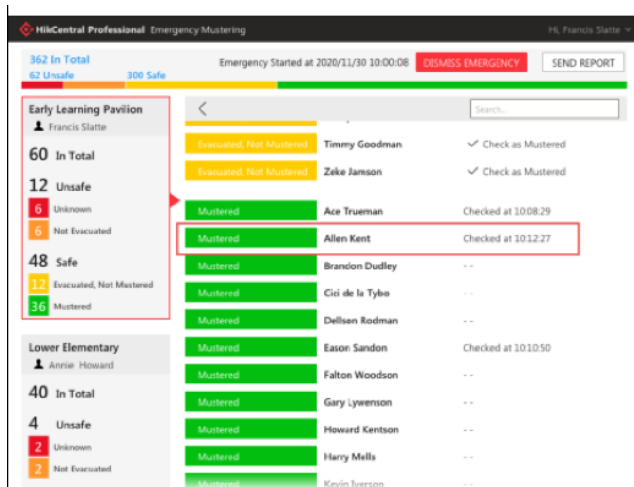 HikCentral Professional Emergency Mustering
Hi, Francis Slatte
362 In Total
62 Unsafe 300 Safe
Emergency Started at 2020/11/30 10:00:08
DISMISS EMERGENCY
SEND REPORT
Early Learning Pavilion
Francis Slatte
60 In Total
12 Unsafe
6 Unknown
6 Not Evacuated
48 Safe
12 Evacuated, Not Mustered
36 Mustered
Lower Elementary
Annie Howard
40 In Total
4 Unsafe
2 Unknown
2 Not Evacuated
Search...
Evacuated, Not Mustered Timmy Goodman Check as Mustered
Evacuated, Not Mustered Zeke Jamson Check as Mustered
Mustered Ace Trueman Checked at 10:08:29
Mustered Allen Kent Checked at 10:12:27
Mustered Brandon Dudley - -
Mustered Cici de la Tybo - -
Mustered Dellson Rodman - -
Mustered Eason Sandon Checked at 10:10:50
Mustered Falton Woodson - -
Mustered Gary Lywenson - -
Mustered Howard Kentson - -
Mustered Harry Mells - -
Mustered Kevin Iverson - -